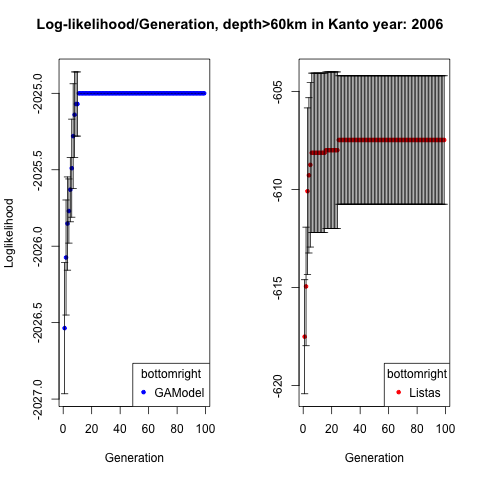 Log-likelihood/Generation, depth>60km in Kanto year: 2006
Loglikelihood
-2025.0
-2025.5
-2026.0
-2026.5
-2027.0
bottomright
GAModel
0 20 40 60 80 100
Generation
-605
-610
-615
-620
bottomright
Listas
0 20 40 60 80 100
Generation